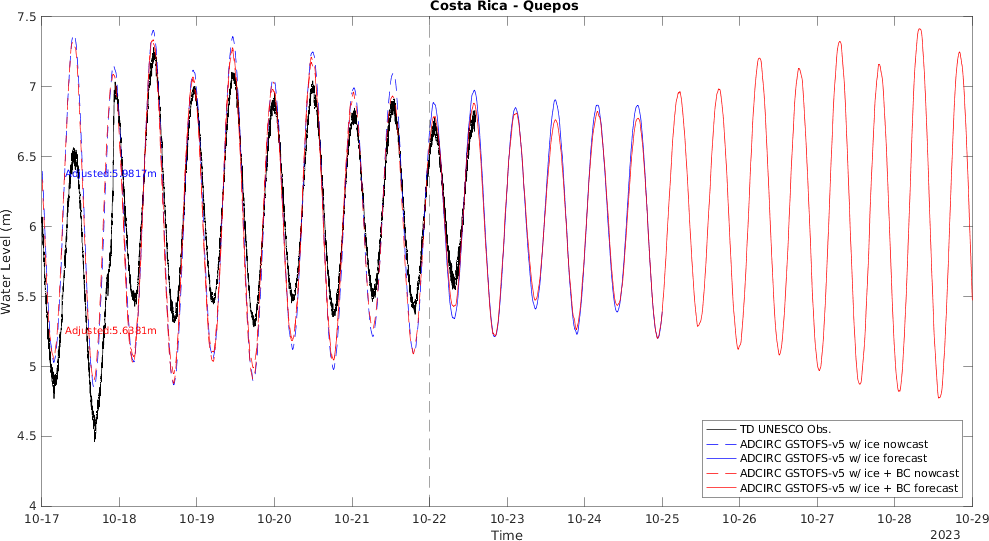 Costa Rica - Quepos
7.5
7
6.5
6
5.5
5
4.5
4
Water Level (m)
Adjusted:5.9817m
Adjusted:5.6381m
TD UNESCO Obs.
ADCIRC GSTOFS-v5 w/ ice nowcast
ADCIRC GSTOFS-v5 w/ ice forecast
ADCIRC GSTOFS-v5 w/ ice + BC nowcast
ADCIRC GSTOFS-v5 w/ ice + BC forecast
10-17 10-18 10-19 10-20 10-21 10-22 10-23 10-24 10-25 10-26 10-27 10-28 10-29
Time
2023